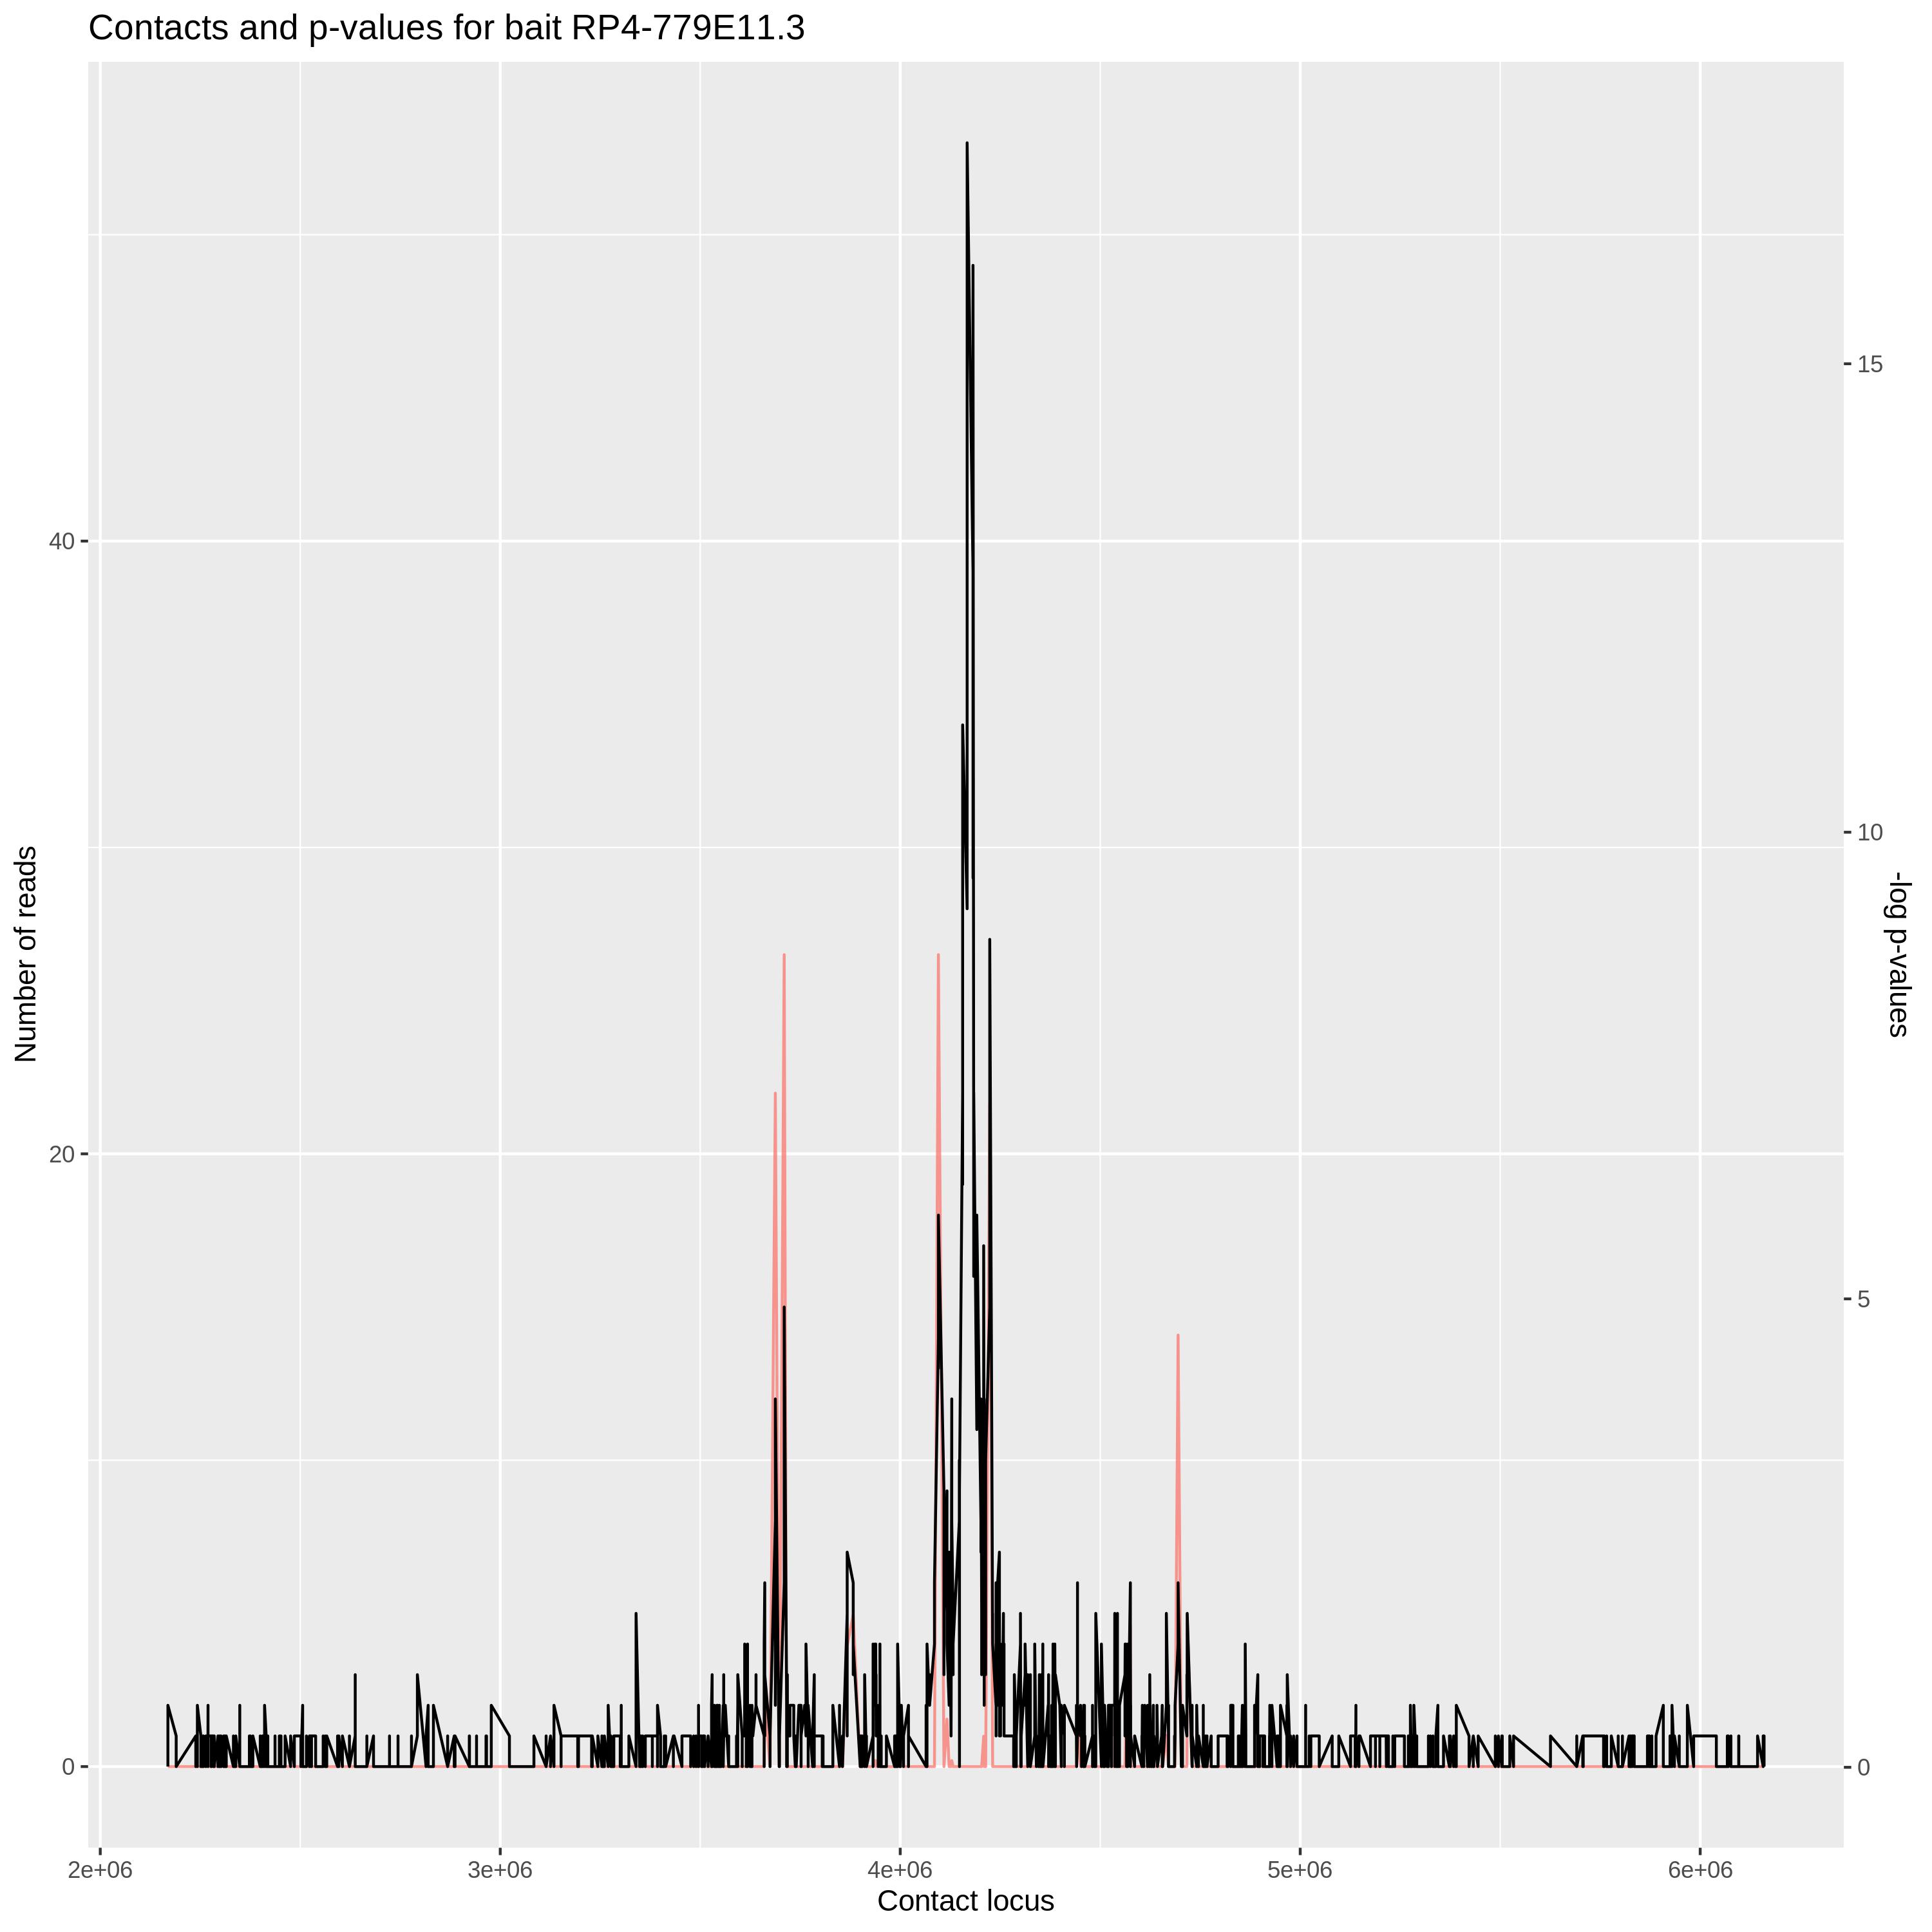 Contacts and p-values for bait RP4-779E11.3
Number of reads
40
20
0
15
10
5
0
-log p-values
2e+06
3e+06
4e+06
5e+06
6e+06
Contact locus